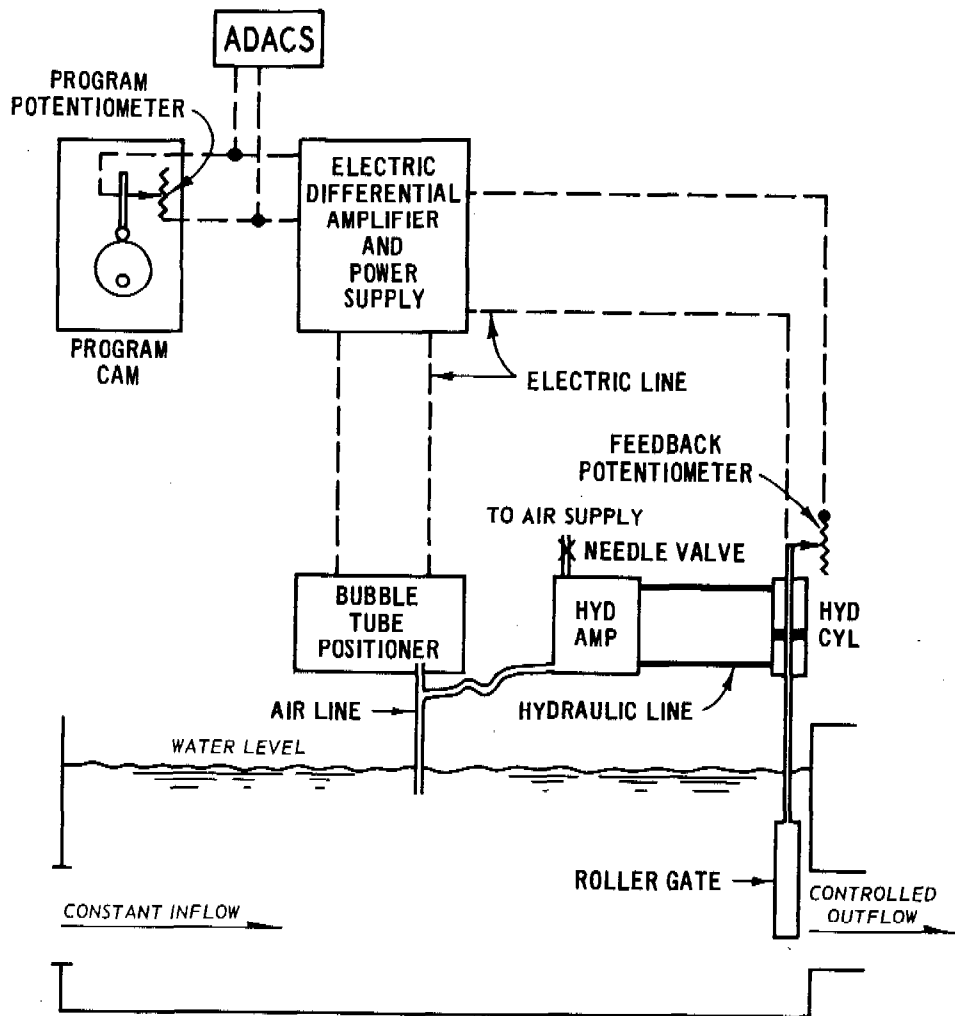 ADACS
PROGRAM
POTENTIOMETER
ELECTRIC
DIFFERENTIAL
AMPLIFIER
AND
POWER
SUPPLY
PROGRAM
CAM
ELECTRIC LINE
FEEDBACK
POTENTIOMETER
TO AIR SUPPLY
NEEDLE VALVE
BUBBLE
TUBE
POSITIONER
HYD
AMP
HYD
CYL
AIR LINE
HYDRAULIC LINE
WATER LEVEL
ROLLER GATE
CONSTANT INFLOW
CONTROLLED
OUTFLOW